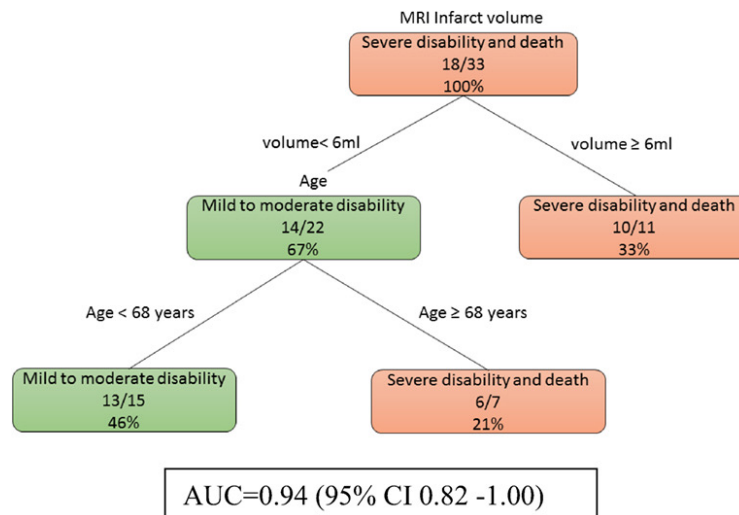 MRI Infarct volume
Severe disability and death
18/33
100%
volume< 6ml
volume ≥ 6ml
Age
Mild to moderate disability
14/22
67%
Severe disability and death
10/11
33%
Age < 68 years
Age ≥ 68 years
Mild to moderate disability
13/15
46%
Severe disability and death
6/7
21%
AUC=0.94 (95% CI 0.82 -1.00)